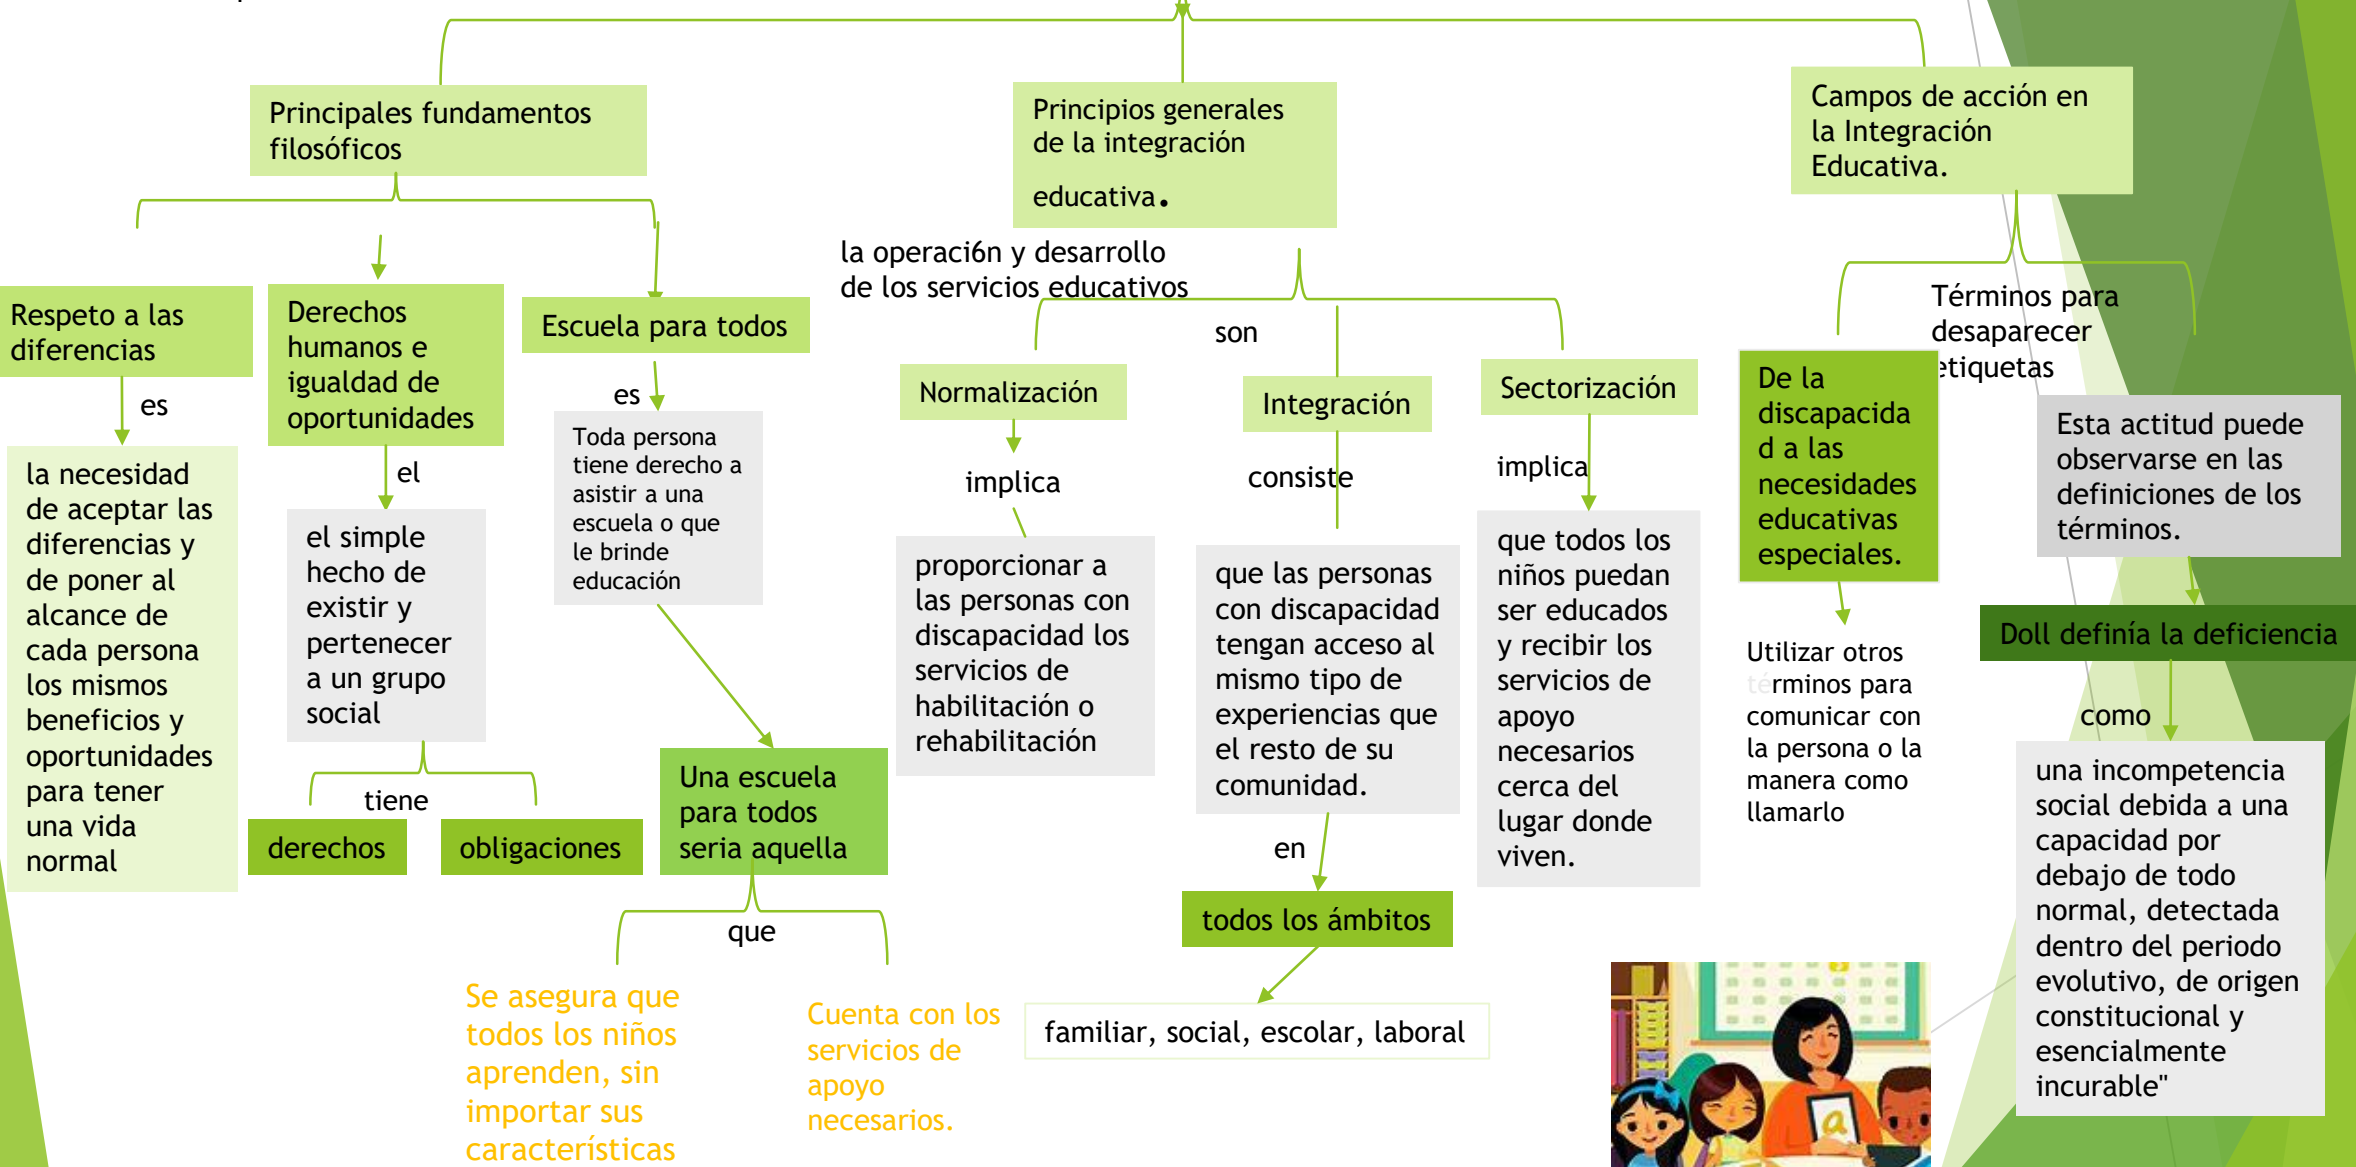 Principales fundamentos
filosóficos
Principios generales
de la integración
educativa.
Campos de acción en
la Integración
Educativa.
Respeto a las
diferencias
es
la necesidad
de aceptar las
diferencias y
de poner al
alcance de
cada persona
los mismos
beneficios y
oportunidades
para tener
una vida
normal
Derechos
humanos e
igualdad de
oportunidades
el
el simple
hecho de
existir y
pertenecer
a un grupo
social
tiene
derechos
obligaciones
Escuela para todos
es
Toda persona
tiene derecho a
asistir a una
escuela o que
le brinde
educación
Una escuela
para todos
seria aquella
que
Se asegura que
todos los niños
aprenden, sin
importar sus
características
Cuenta con los
servicios de
apoyo
necesarios.
la operaci6n y desarrollo
de los servicios educativos
son
Normalización
implica
proporcionar a
las personas con
discapacidad los
servicios de
habilitación o
rehabilitación
Integración
consiste
que las personas
con discapacidad
tengan acceso al
mismo tipo de
experiencias que
el resto de su
comunidad.
en
todos los ámbitos
familiar, social, escolar, laboral
Sectorización
implica
que todos los
niños puedan
ser educados
y recibir los
servicios de
apoyo
necesarios
cerca del
lugar donde
viven.
De la
discapacida
d a las
necesidades
educativas
especiales.
Utilizar otros
términos para
comunicar con
la persona o la
manera como
llamarlo
Términos para
desaparecer
etiquetas
Esta actitud puede
observarse en las
definiciones de los
términos.
Doll definía la deficiencia
como
una incompetencia
social debida a una
capacidad por
debajo de todo
normal, detectada
dentro del periodo
evolutivo, de origen
constitucional y
esencialmente
incurable"
a